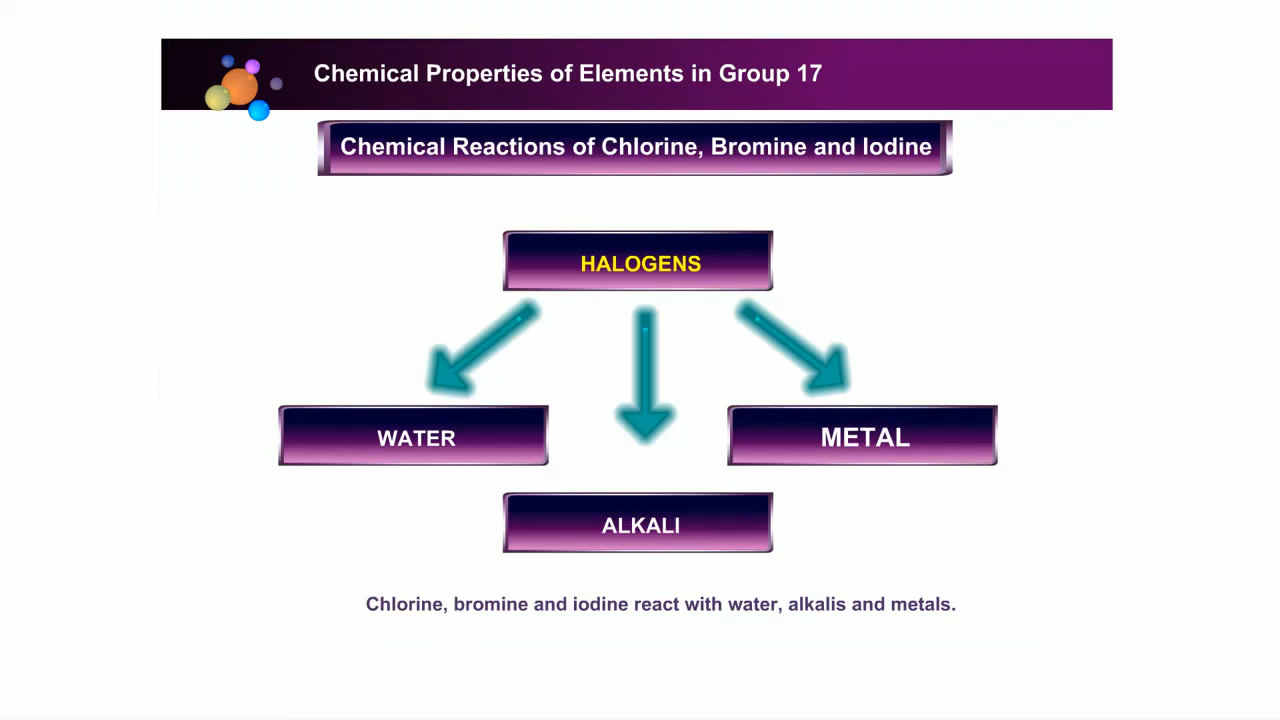 Chemical Properties of Elements in Group 17
Chemical Reactions of Chlorine, Bromine and Iodine
HALOGENS
WATER
METAL
ALKALI
Chlorine, bromine and iodine react with water, alkalis and metals.